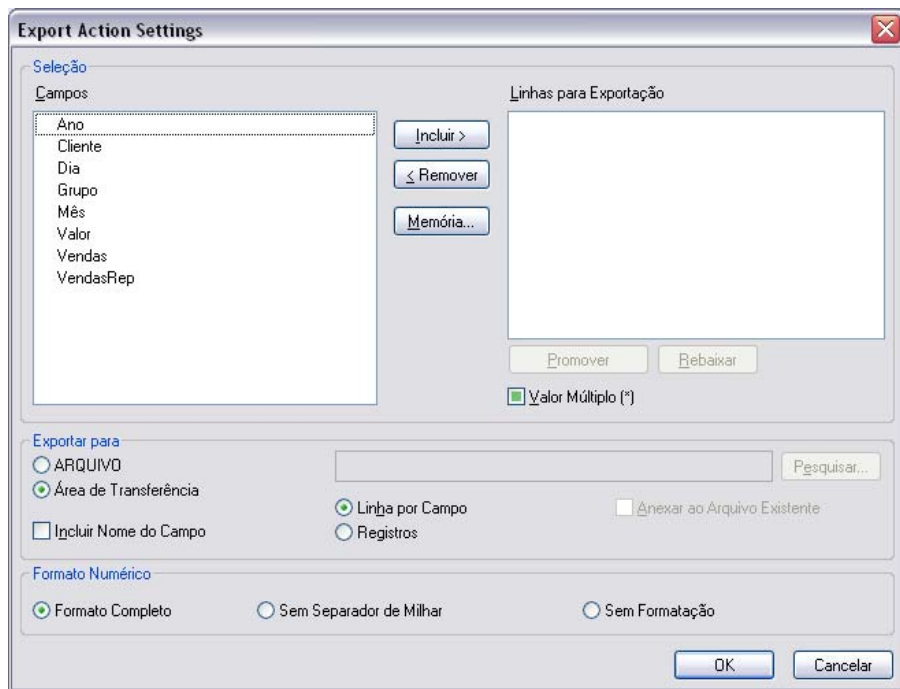 Export Action Settings
Seleção
Campos
Linhas para Exportação
Ano
Cliente
Dia
Grupo
Mês
Valor
Vendas
VendasRep
Incluir >
< Remover
Memória...
Promover
Rebaixar
Valor Múltiplo (*)
Exportar para
ARQUIVO
Pesquisar...
Área de Transferência
Linha por Campo
Anexar ao Arquivo Existente
Incluir Nome do Campo
Registros
Formato Numérico
Formato Completo
Sem Separador de Milhar
Sem Formatação
OK
Cancelar